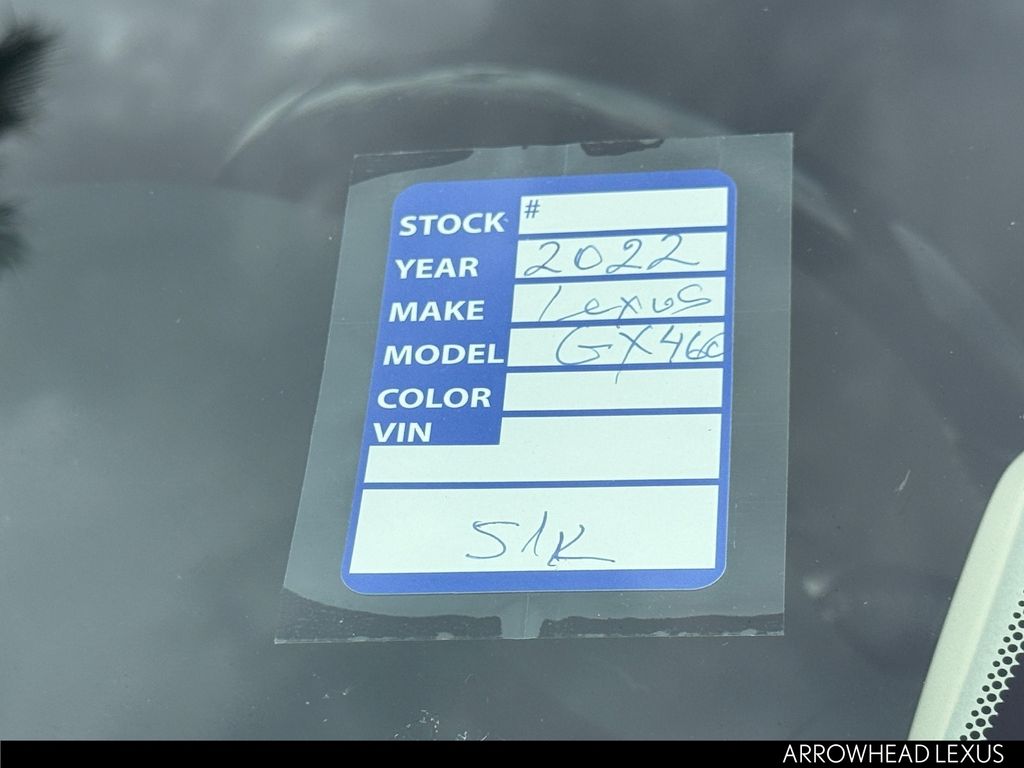 STOCK #
YEAR 2022
MAKE Lexus
MODEL GX460
COLOR
VIN
51K
ARROWHEAD LEXUS